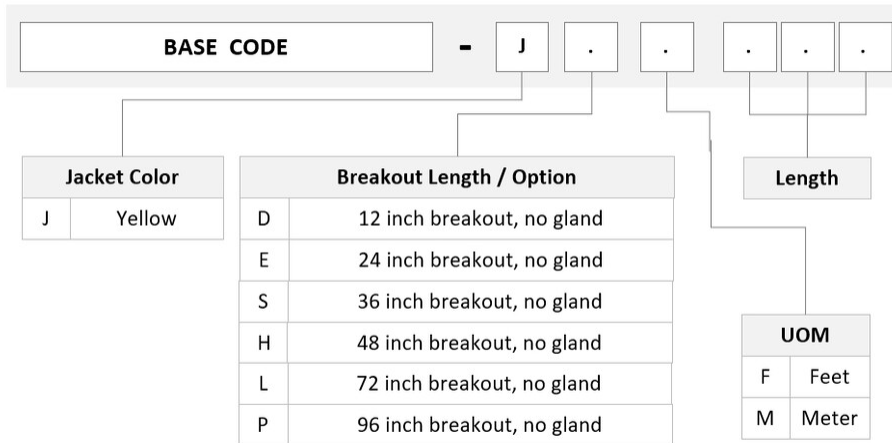 BASE CODE - J . . . . .
Jacket Color
J Yellow
Breakout Length / Option
D 12 inch breakout, no gland
E 24 inch breakout, no gland
S 36 inch breakout, no gland
H 48 inch breakout, no gland
L 72 inch breakout, no gland
P 96 inch breakout, no gland
Length
UOM
F Feet
M Meter